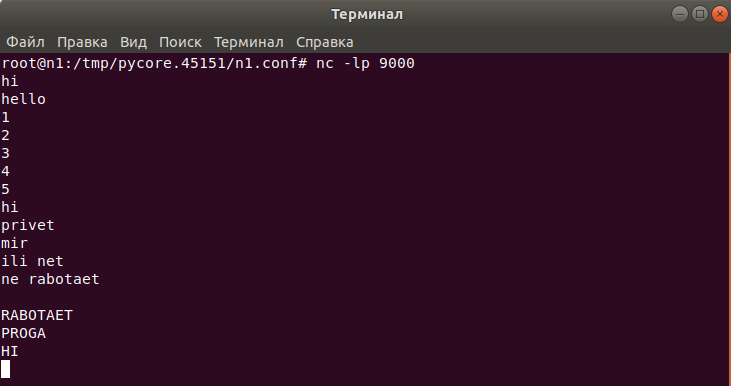 Терминал
Файл Правка Вид Поиск Терминал Справка
root@n1:/tmp/pycore.45151/n1.conf# nc -lp 9000
hi
hello
1
2
3
4
5
hi
privet
mir
ili net
ne rabotaet

RABOTAET
PROGA
HI